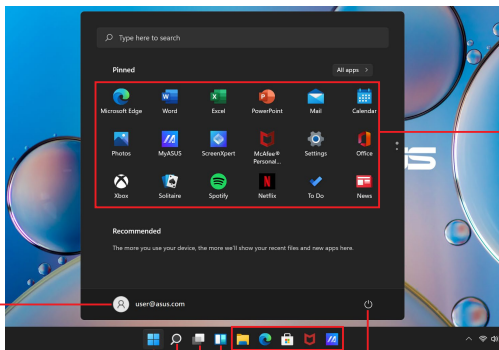 Type here to search
Pinned
All apps >
Microsoft Edge Word Excel PowerPoint Mail Calendar
Photos MyASUS ScreenXpert McAfee® Personal... Settings Office
Xbox Solitaire Spotify Netflix To Do News
Recommended
The more you use your device, the more we'll show your recent files and new apps here.
user@asus.com